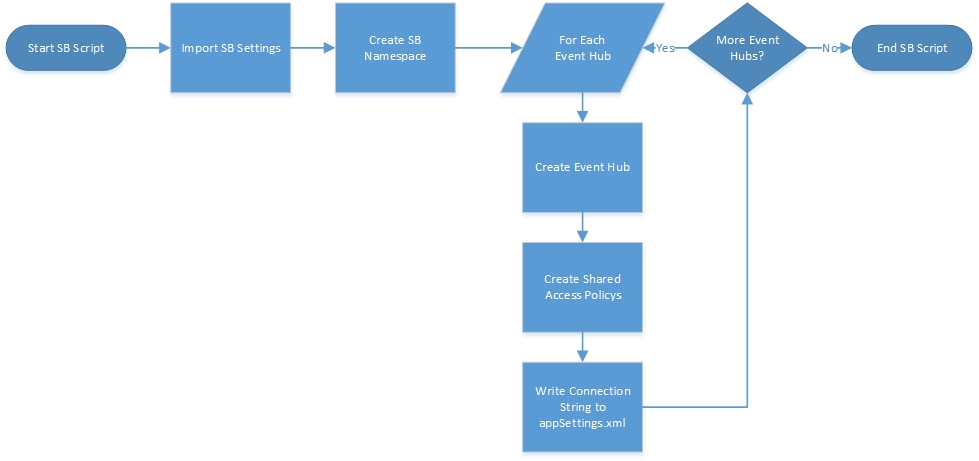 Start SB Script
Import SB Settings
Create SB
Namespace
For Each
Event Hub
Yes
More Event
Hubs?
No
End SB Script
Create Event Hub
Create Shared
Access Policys
Write Connection
String to
appSettings.xml